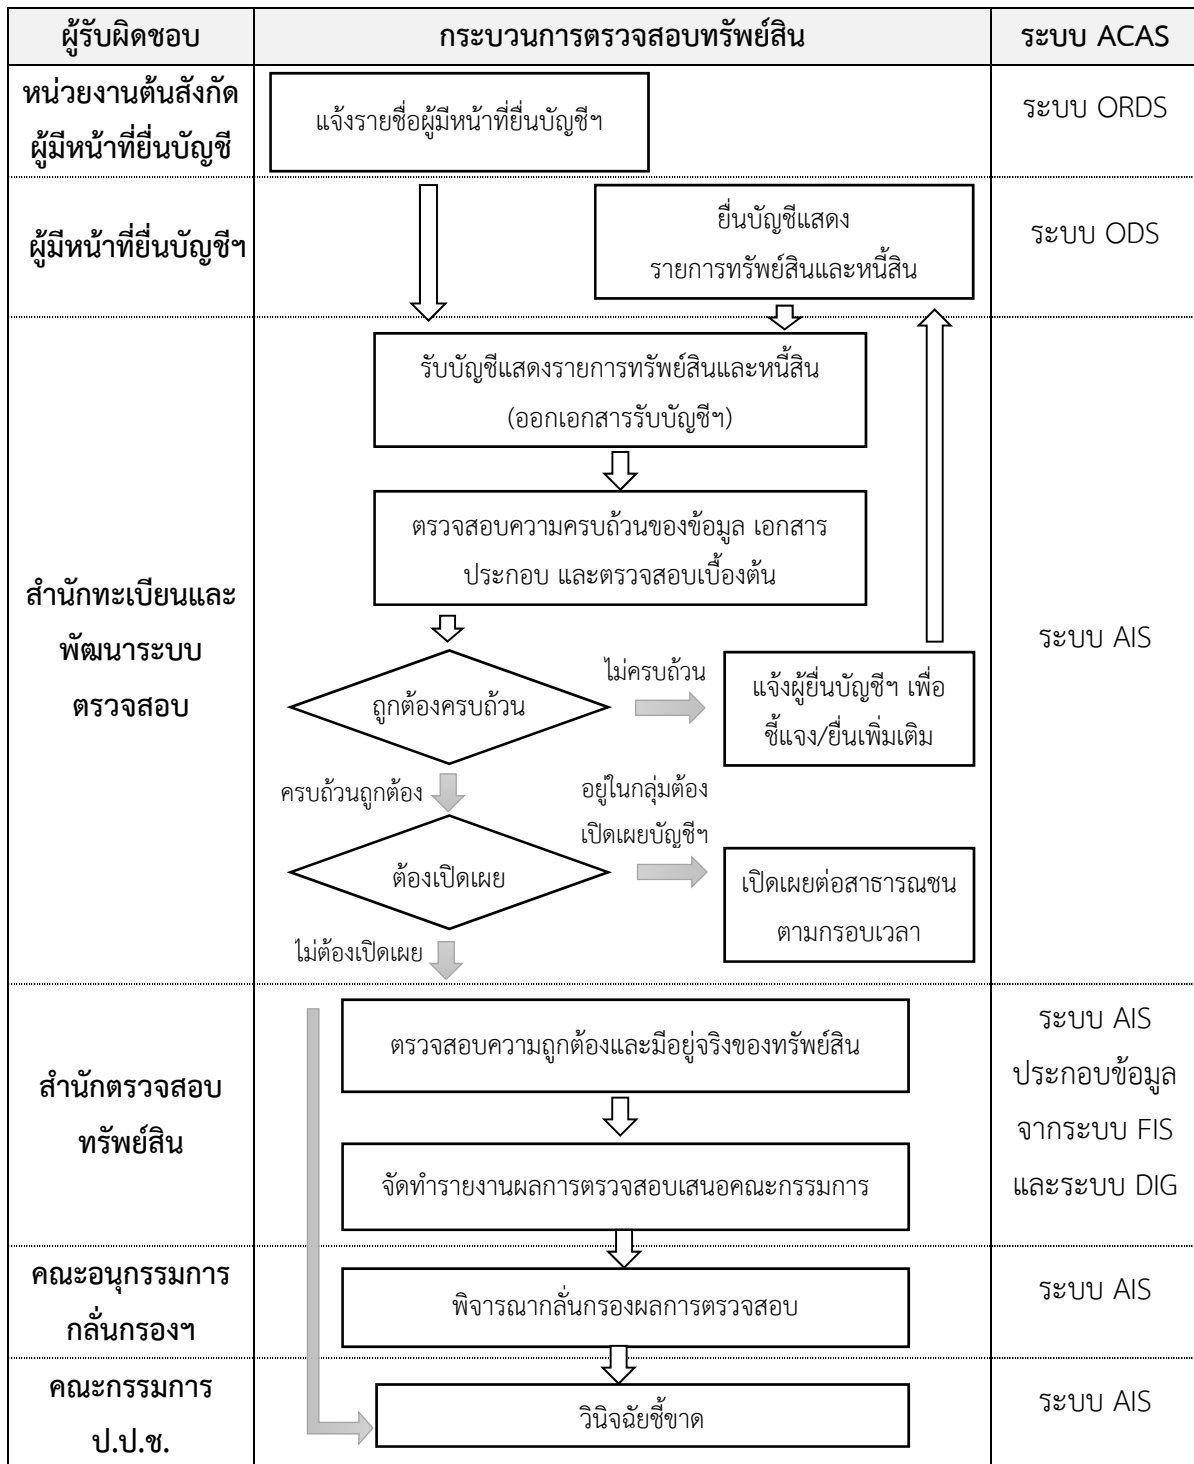 ผู้รับผิดชอบ
กระบวนการตรวจสอบทรัพย์สิน
ระบบ ACAS
หน่วยงานต้นสังกัด
ผู้มีหน้าที่ยื่นบัญชี
แจ้งรายชื่อผู้มีหน้าที่ยื่นบัญชีฯ
ระบบ ORDS
ผู้มีหน้าที่ยื่นบัญชีฯ
ยื่นบัญชีแสดง
รายการทรัพย์สินและหนี้สิน
ระบบ ODS
สำนักทะเบียนและ
พัฒนาระบบ
ตรวจสอบ
รับบัญชีแสดงรายการทรัพย์สินและหนี้สิน
(ออกเอกสารรับบัญชีฯ)
ตรวจสอบความครบถ้วนของข้อมูล เอกสาร
ประกอบ และตรวจสอบเบื้องต้น
ถูกต้องครบถ้วน
ไม่ครบถ้วน
แจ้งผู้ยื่นบัญชีฯ เพื่อ
ชี้แจง/ยื่นเพิ่มเติม
ครบถ้วนถูกต้อง
ต้องเปิดเผย
อยู่ในกลุ่มต้อง
เปิดเผยบัญชีฯ
เปิดเผยต่อสาธารณชน
ตามกรอบเวลา
ไม่ต้องเปิดเผย
ระบบ AIS
สำนักตรวจสอบ
ทรัพย์สิน
ตรวจสอบความถูกต้องและมีอยู่จริงของทรัพย์สิน
จัดทำรายงานผลการตรวจสอบเสนอคณะกรรมการ
ระบบ AIS
ประกอบข้อมูล
จากระบบ FIS
และระบบ DIG
คณะอนุกรรมการ
กลั่นกรองฯ
พิจารณากลั่นกรองผลการตรวจสอบ
ระบบ AIS
คณะกรรมการ
ป.ป.ช.
วินิจฉัยชี้ขาด
ระบบ AIS